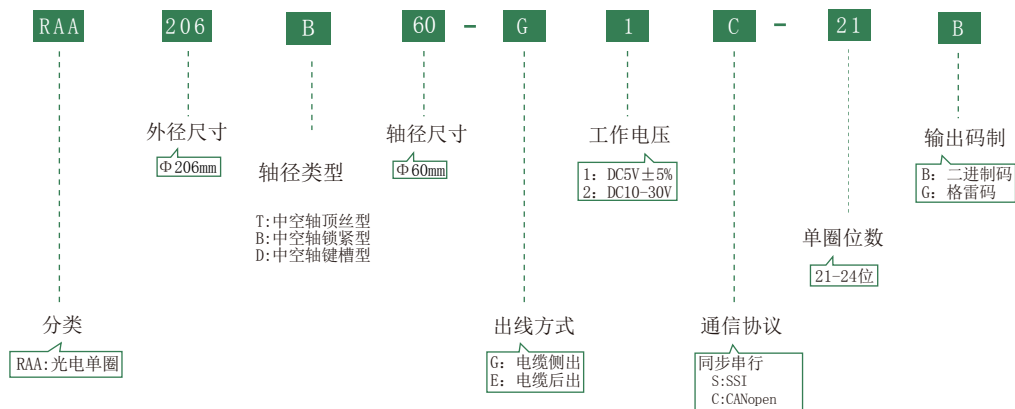 RAA 206 B 60 - G 1 C - 21 B
外径尺寸
Φ206mm
轴径类型
T:中空轴顶丝型
B:中空轴锁紧型
D:中空轴键槽型
轴径尺寸
Φ60mm
工作电压
1: DC5V±5%
2: DC10-30V
输出码制
B: 二进制码
G: 格雷码
单圈位数
21-24位
分类
RAA:光电单圈
出线方式
G: 电缆侧出
E: 电缆后出
通信协议
同步串行
S:SSI
C:CANopen